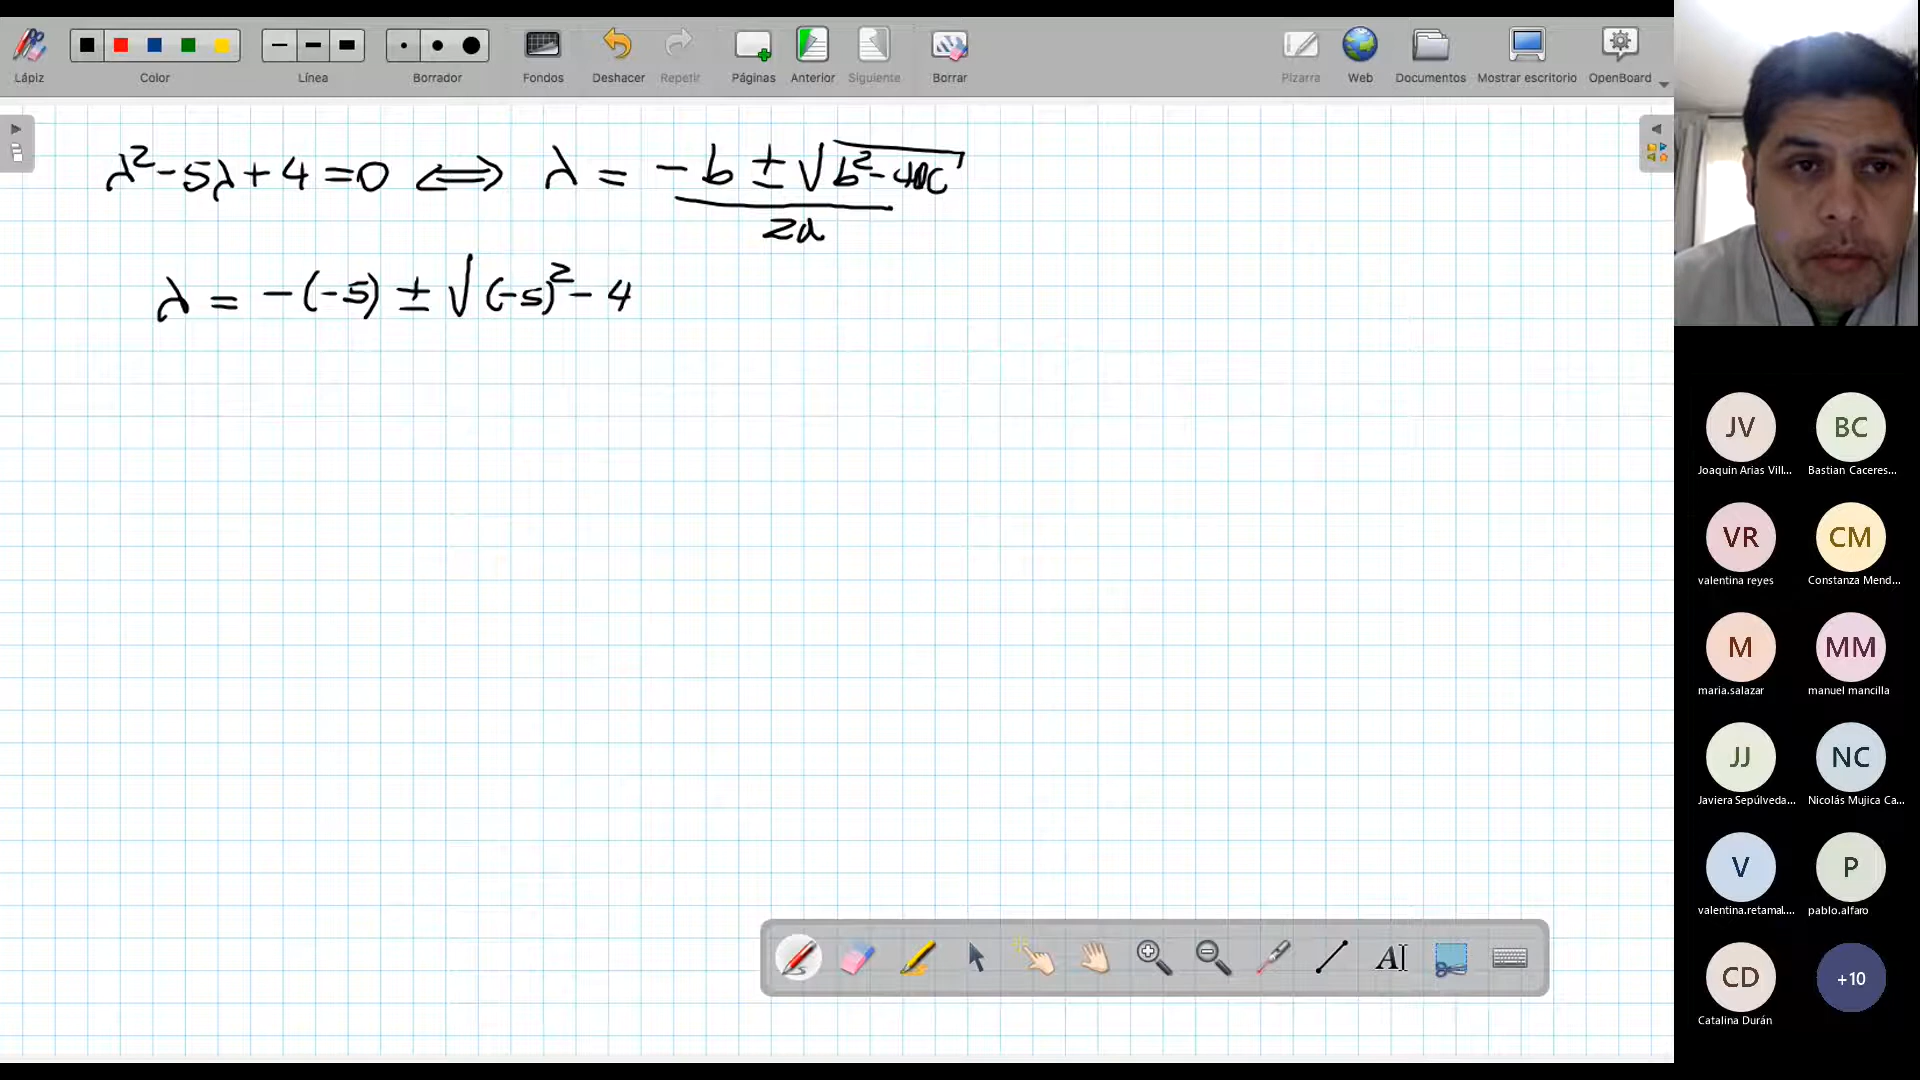 Lápiz
Color
Línea
Borrador
Fondos
Deshacer
Repetir
Páginas
Anterior
Siguiente
Borrar
Pizarra
Web
Documentos
Mostrar escritorio
OpenBoard
λ² - 5λ + 4 = 0 ⟺ λ = -b ± √(b² - 4ac)
2a
λ = -(-5) ± √(-5)² - 4
JV
BC
Joaquin Arias Vill...
Bastian Caceres...
VR
CM
valentina reyes
Constanza Mend...
M
MM
maria.salazar
manuel mancilla
JJ
NC
Javiera Sepúlveda...
Nicolás Mujica Ca...
V
P
valentina.retamal....
pablo.alfaro
CD
+10
Catalina Durán
A